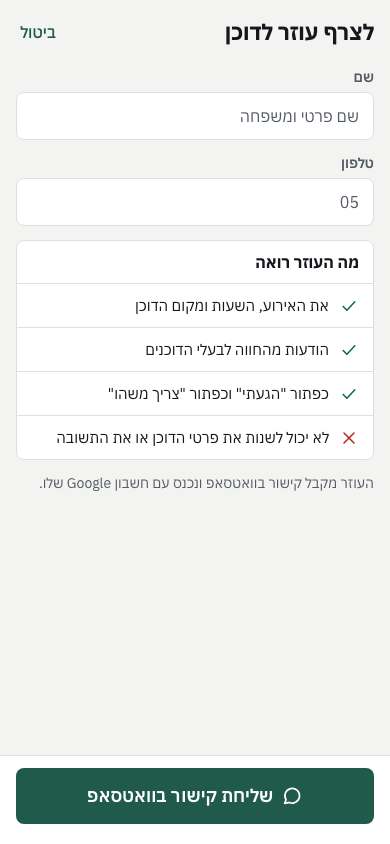 לצרף עוזר לדוכן
ביטול
שם
שם פרטי ומשפחה
טלפון
05
מה העוזר רואה
את האירוע, השעות ומקום הדוכן
הודעות מהחווה לבעלי הדוכנים
כפתור "הגעתי" וכפתור "צריך משהו"
לא יכול לשנות את פרטי הדוכן או את התשובה
העוזר מקבל קישור בוואטסאפ ונכנס עם חשבון Google שלו.
שליחת קישור בוואטסאפ